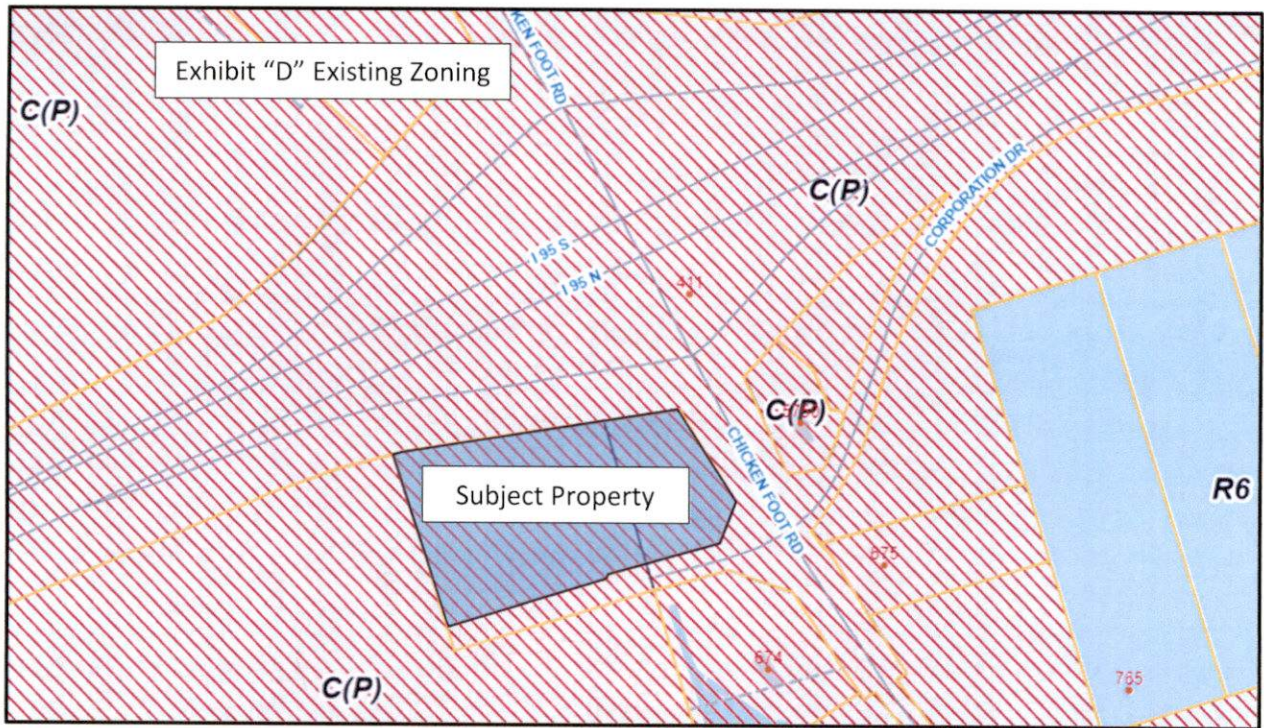 KEN FOOT RD
Exhibit “D” Existing Zoning
C(P)
C(P)
CORPORATION DR
I 95 S
I 95 N
411
C(P)
CHICKEN FOOT RD
Subject Property
R6
675
674
765
C(P)